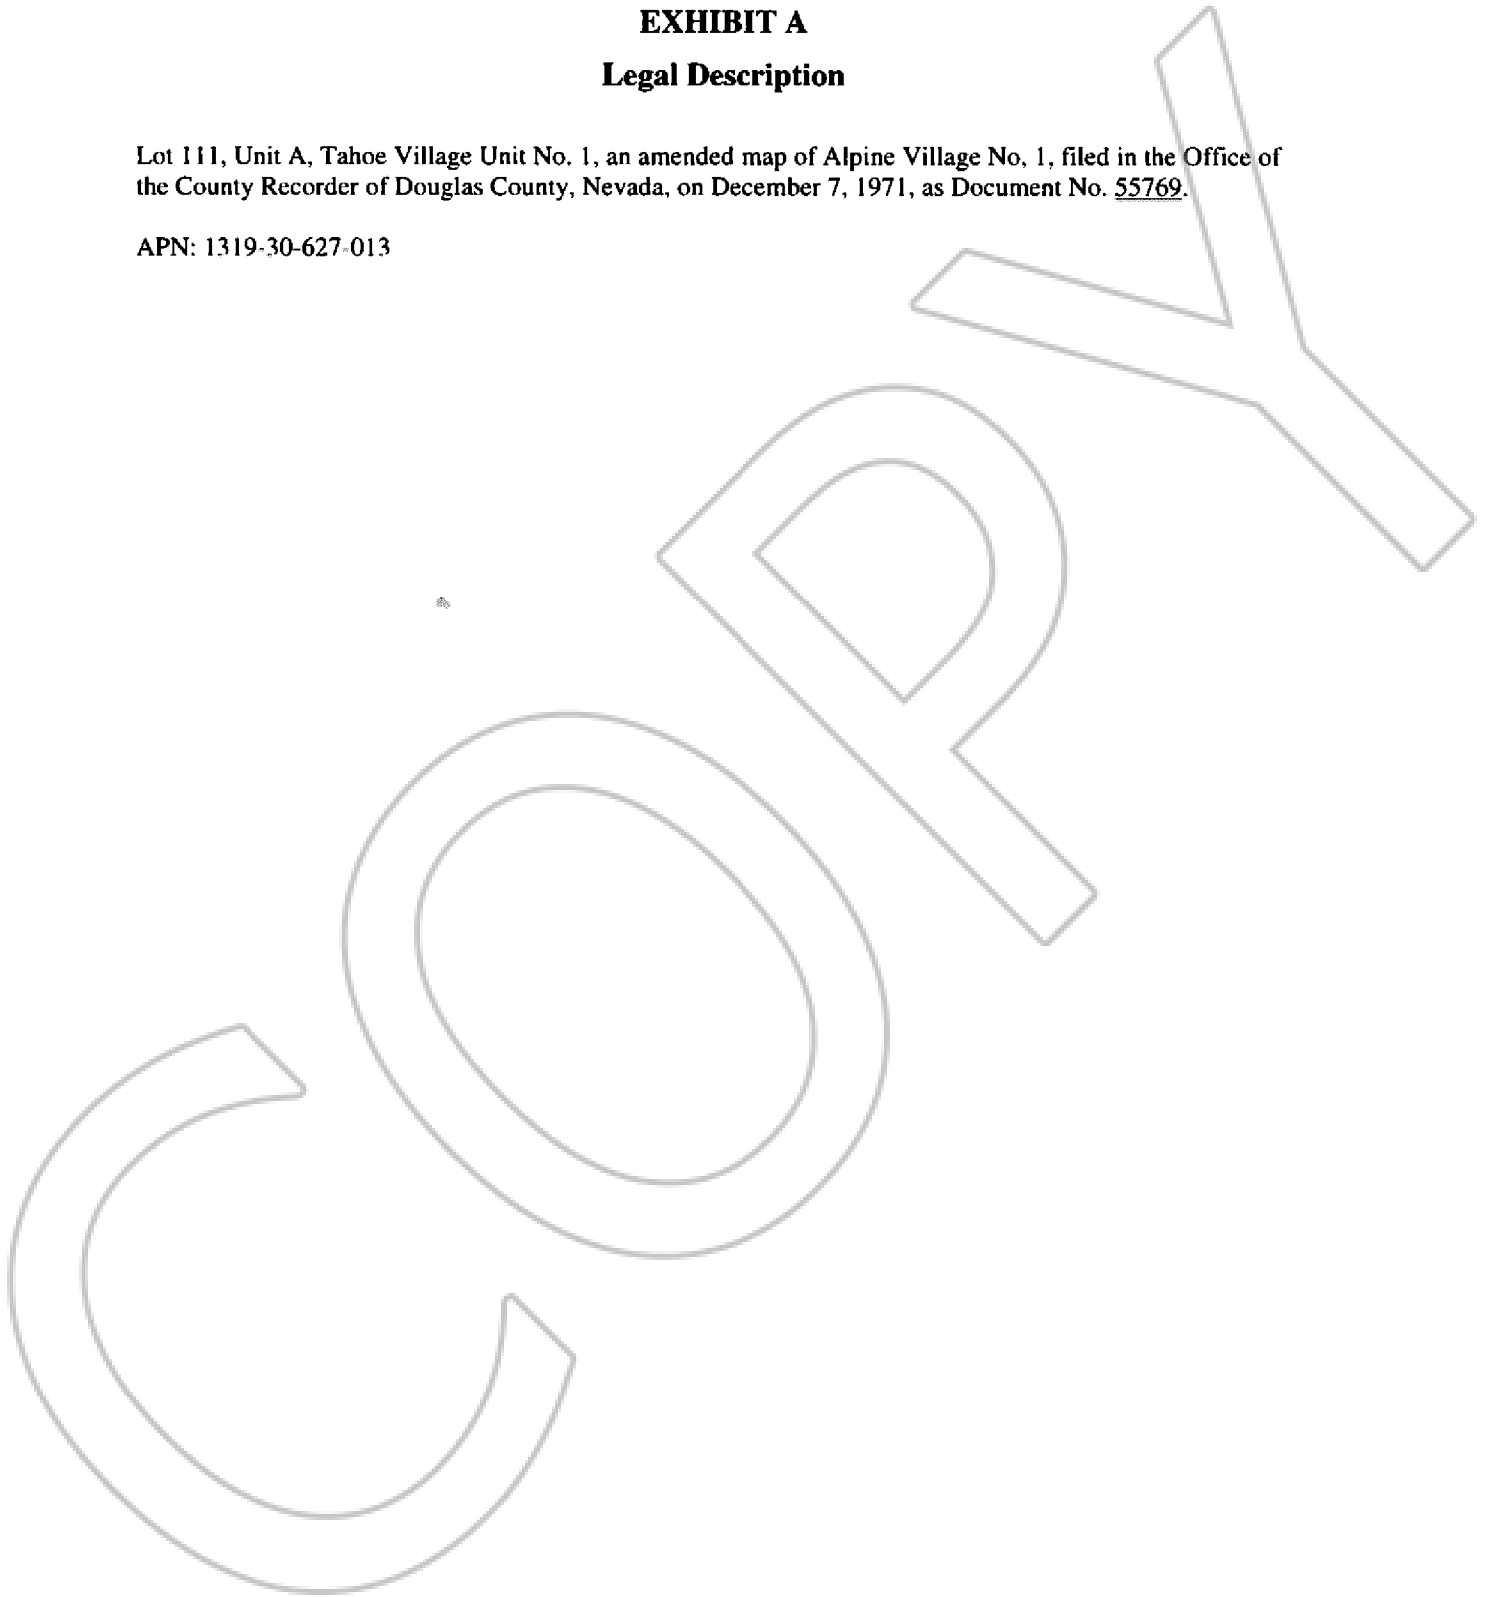 EXHIBIT A
Legal Description
Lot 111, Unit A, Tahoe Village Unit No. 1, an amended map of Alpine Village No, 1, filed in the Office of
the County Recorder of Douglas County, Nevada, on December 7, 1971, as Document No. 55769.
APN: 1319-30-627-013
COPY